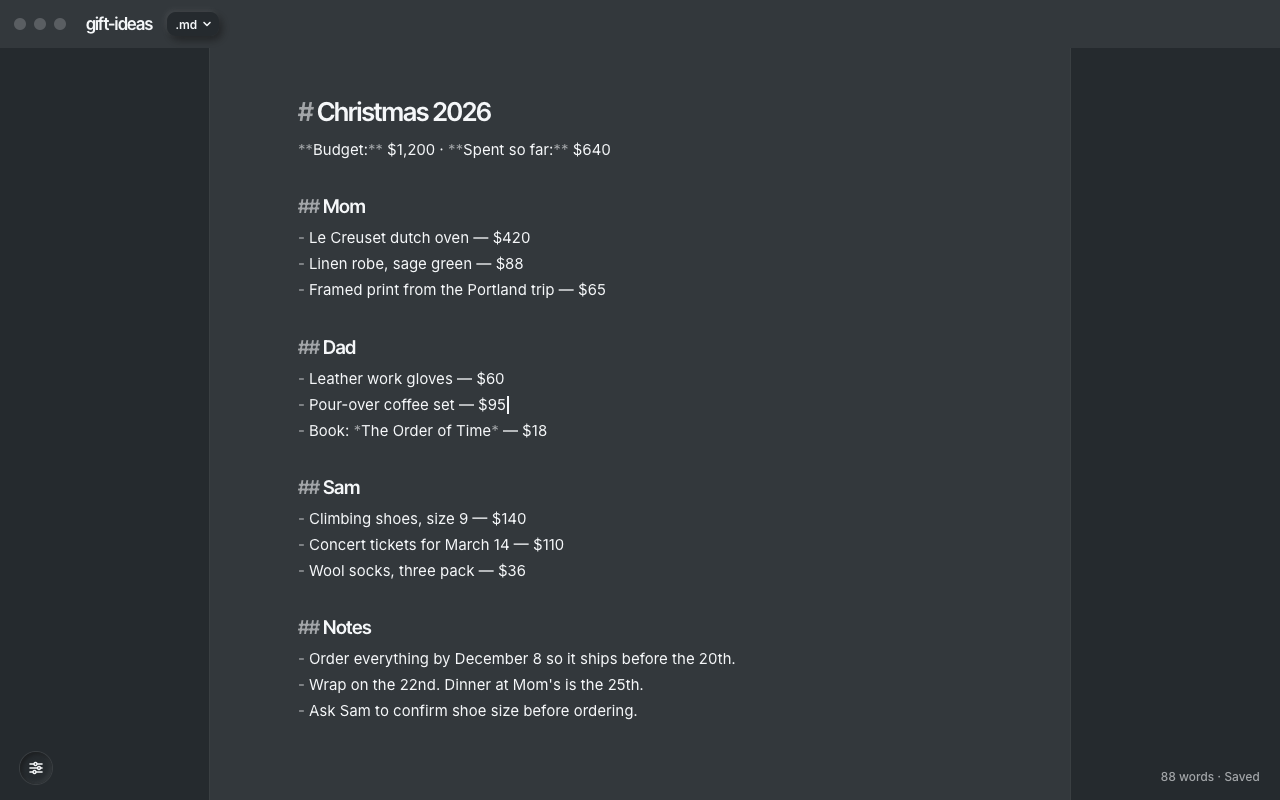 gift-ideas .md
# Christmas 2026
**Budget:** $1,200 · **Spent so far:** $640
## Mom
- Le Creuset dutch oven — $420
- Linen robe, sage green — $88
- Framed print from the Portland trip — $65
## Dad
- Leather work gloves — $60
- Pour-over coffee set — $95
- Book: *The Order of Time* — $18
## Sam
- Climbing shoes, size 9 — $140
- Concert tickets for March 14 — $110
- Wool socks, three pack — $36
## Notes
- Order everything by December 8 so it ships before the 20th.
- Wrap on the 22nd. Dinner at Mom's is the 25th.
- Ask Sam to confirm shoe size before ordering.
88 words · Saved